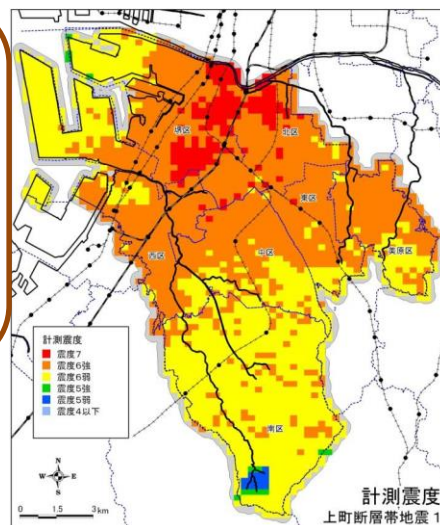 堺区
北区
東区
美原区
西区
中区
南区
計測震度
震度7
震度6強
震度6弱
震度5強
震度5弱
震度4以下
N
W E
S
0 1.5 3 km
計測震度
上町断層帯地震 1